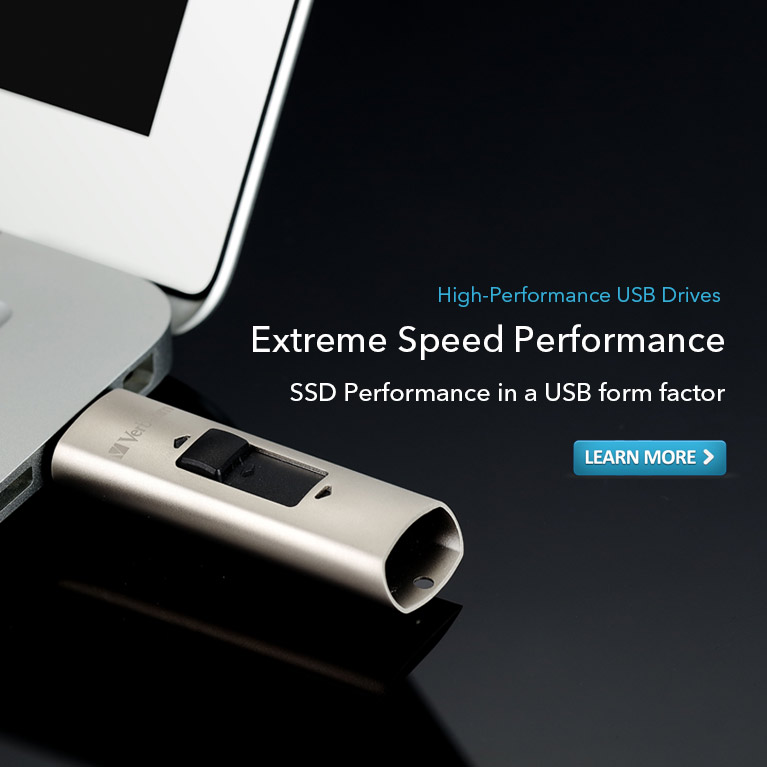 High-Performance USB Drives
Extreme Speed Performance
SSD Performance in a USB form factor
LEARN MORE